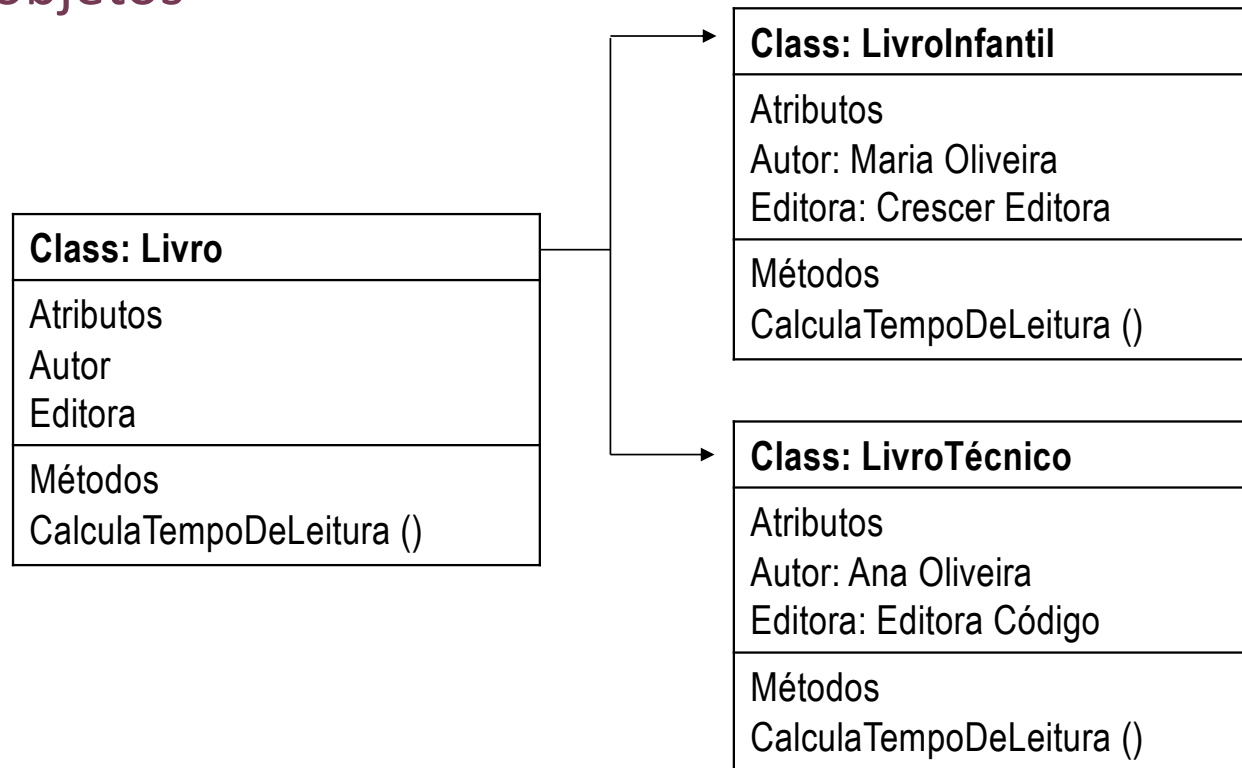 objetos
Class: Livro
Atributos
Autor
Editora
Métodos
CalculaTempoDeLeitura ()
Class: LivroInfantil
Atributos
Autor: Maria Oliveira
Editora: Crescer Editora
Métodos
CalculaTempoDeLeitura ()
Class: LivroTécnico
Atributos
Autor: Ana Oliveira
Editora: Editora Código
Métodos
CalculaTempoDeLeitura ()